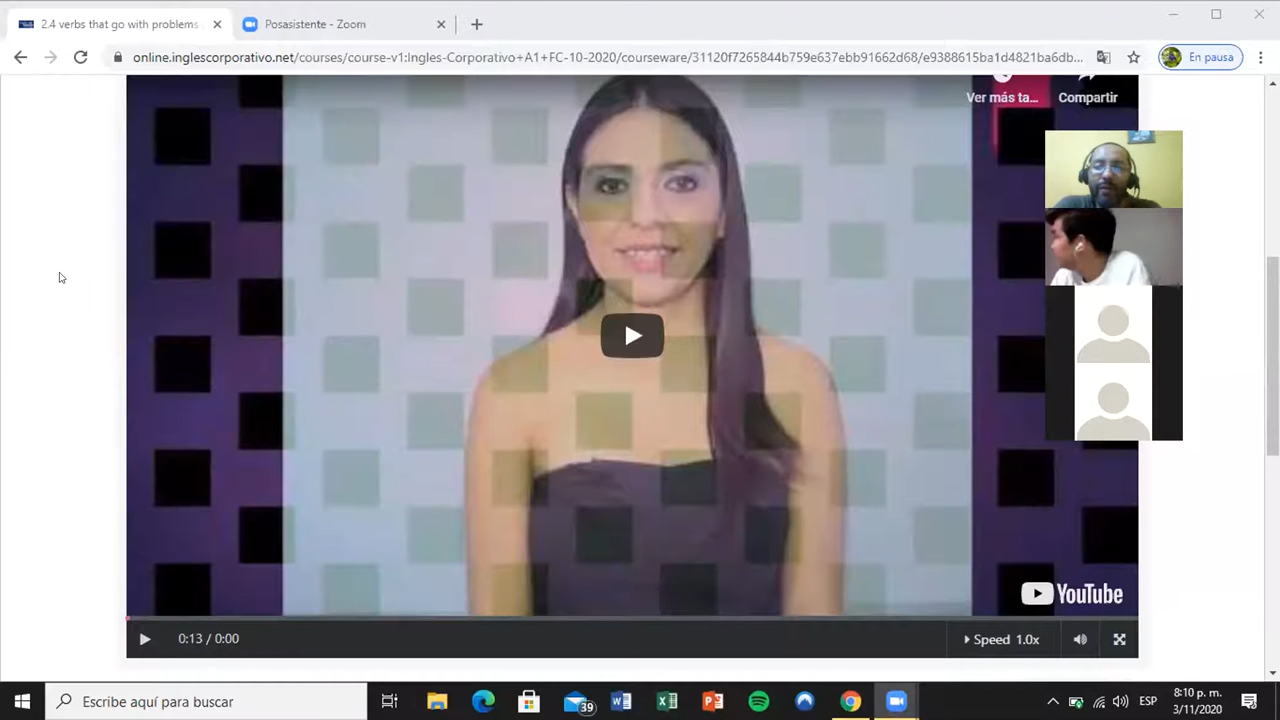 2.4 verbs that go with problems
Posasistente - Zoom
online.inglescorporativo.net/courses/course-v1:Ingles-Corporativo+A1+FC-10-2020/courseware/31120f7265844b759e637ebb91662d68/e9388615ba1d4821ba6db...
En pausa
Ver más ta...
Compartir
YouTube
0:13 / 0:00
Speed 1.0x
Escribe aquí para buscar
39
ESP
8:10 p. m.
3/11/2020